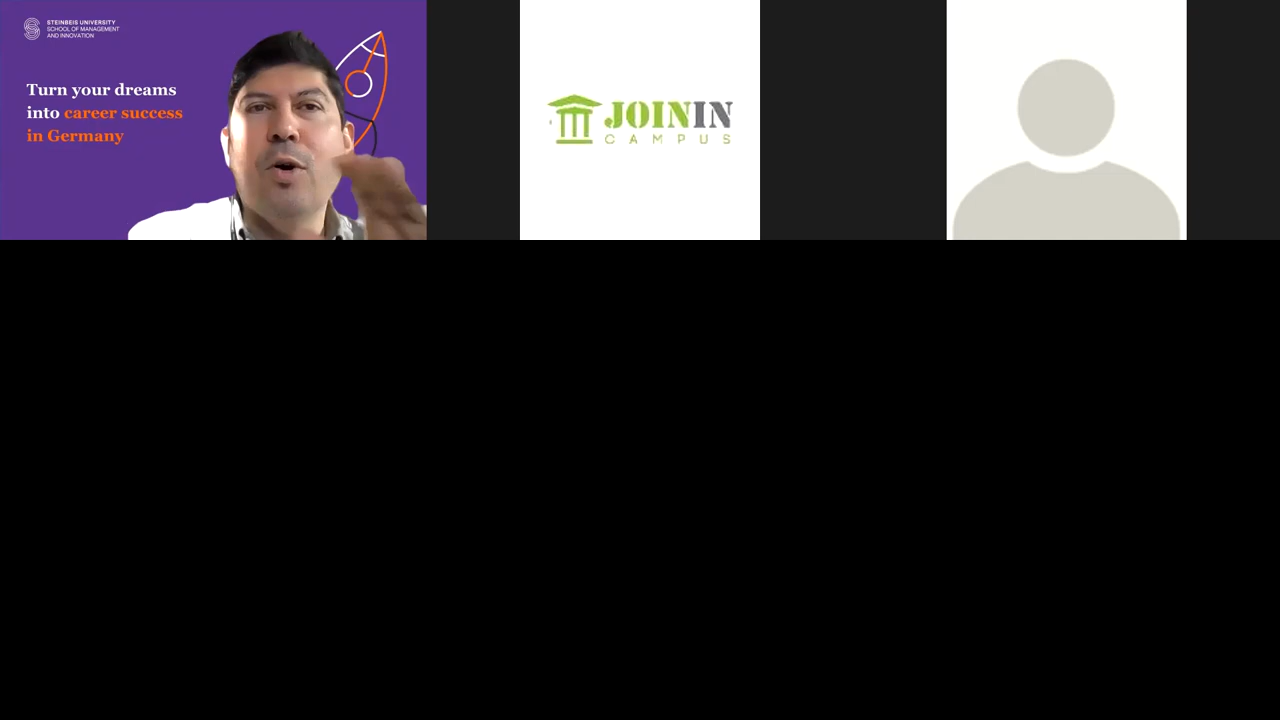 STEINBEIS UNIVERSITY
SCHOOL OF MANAGEMENT
AND INNOVATION
Turn your dreams
into career success
in Germany
JOININ
CAMPUS